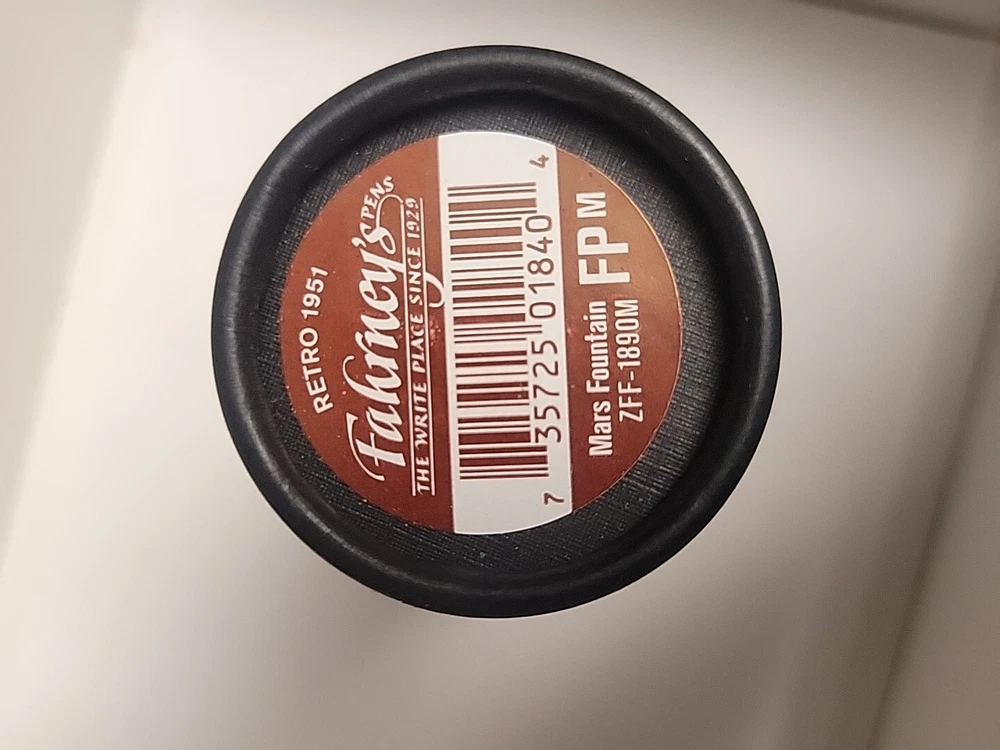 RETRO 1951
Fahrney's PENS
THE WRITE PLACE SINCE 1929
7 35725 01840 4
Mars Fountain FP M
ZFF-1890M